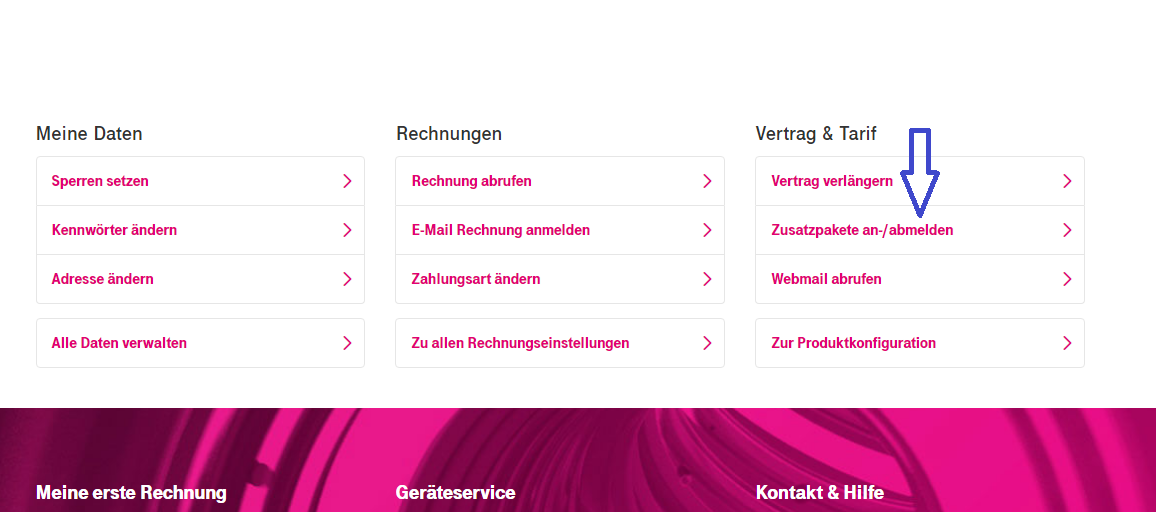 Meine Daten
Sperren setzen
Kennwörter ändern
Adresse ändern
Alle Daten verwalten
Rechnungen
Rechnung abrufen
E-Mail Rechnung anmelden
Zahlungsart ändern
Zu allen Rechnungseinstellungen
Vertrag & Tarif
Vertrag verlängern
Zusatzpakete an-/abmelden
Webmail abrufen
Zur Produktkonfiguration
Meine erste Rechnung
Geräteservice
Kontakt & Hilfe